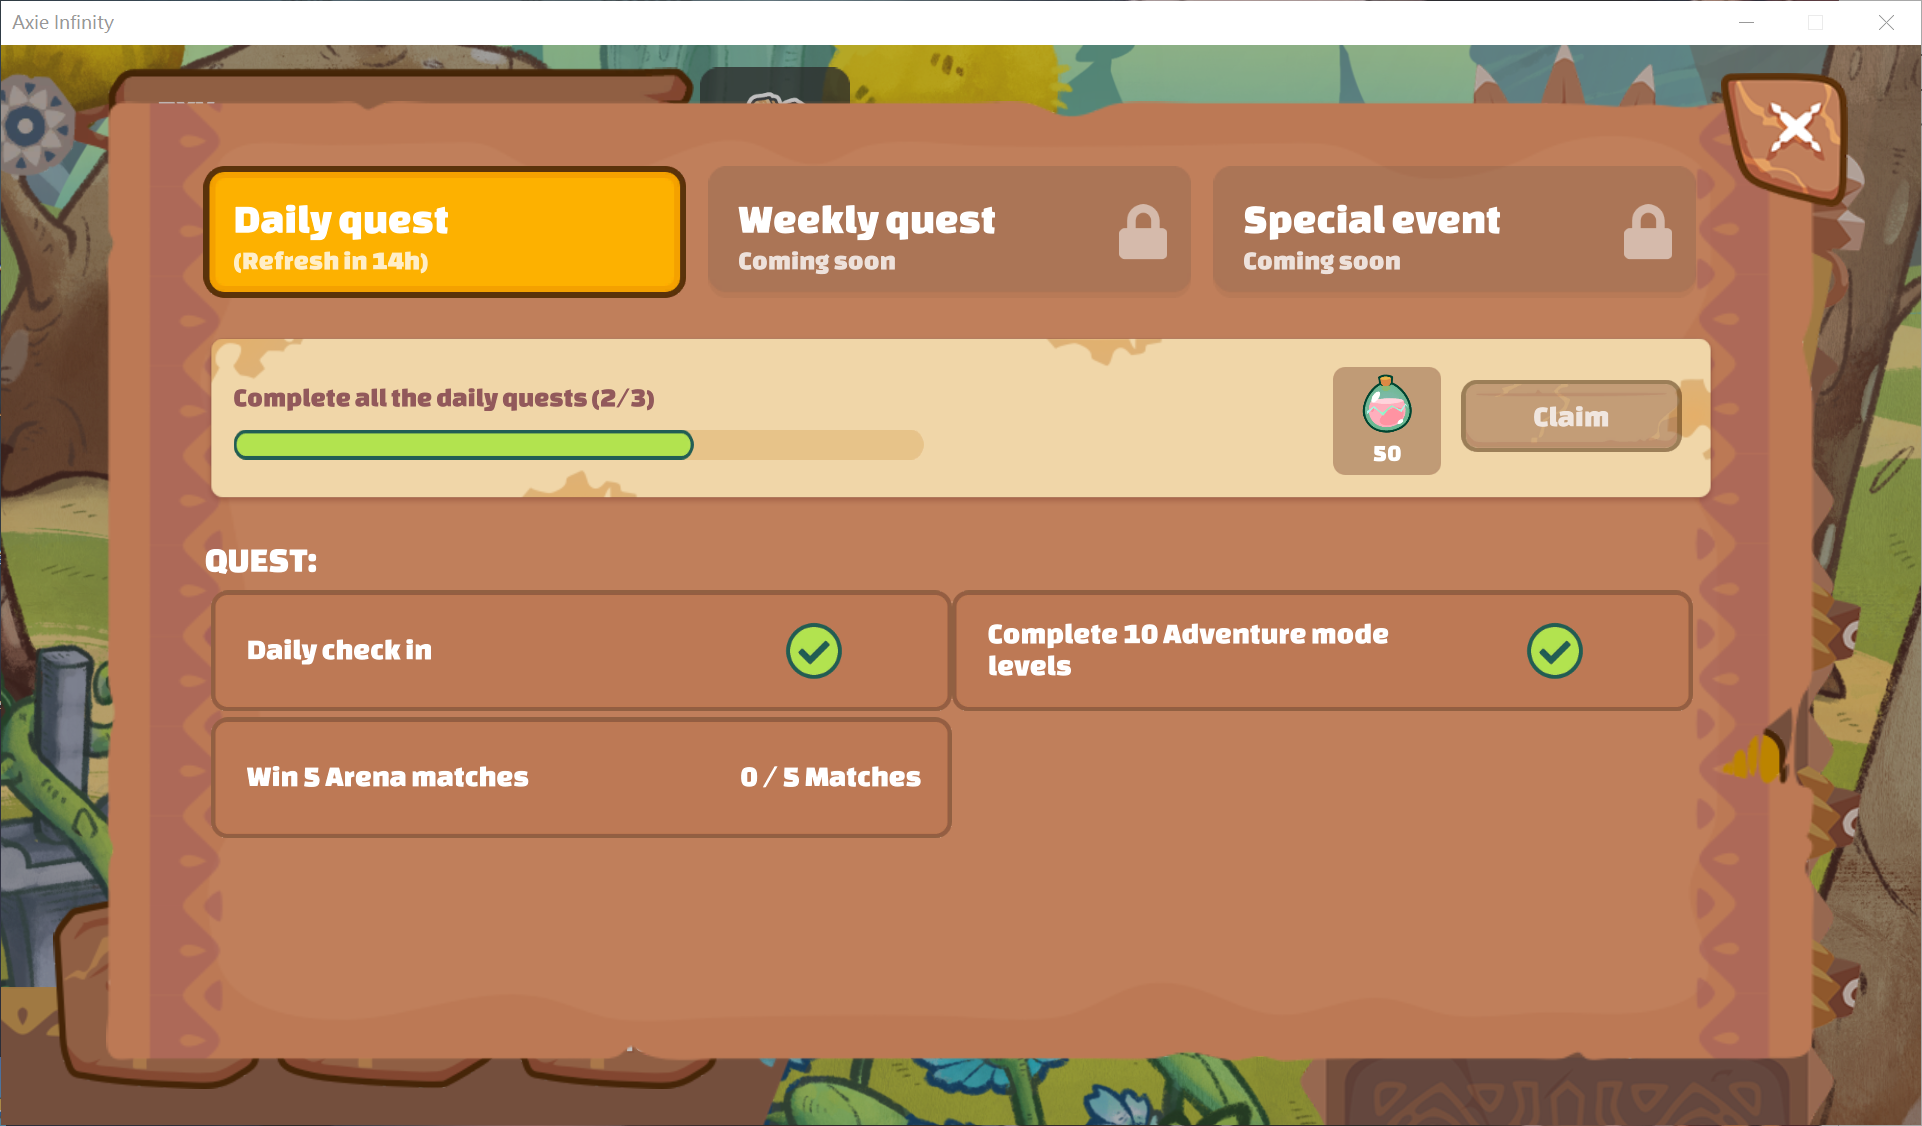 Axie Infinity
Daily quest
(Refresh in 14h)
Weekly quest
Coming soon
Special event
Coming soon
Complete all the daily quests (2/3)
50
Claim
QUEST:
Daily check in
Complete 10 Adventure mode
levels
Win 5 Arena matches
0 / 5 Matches